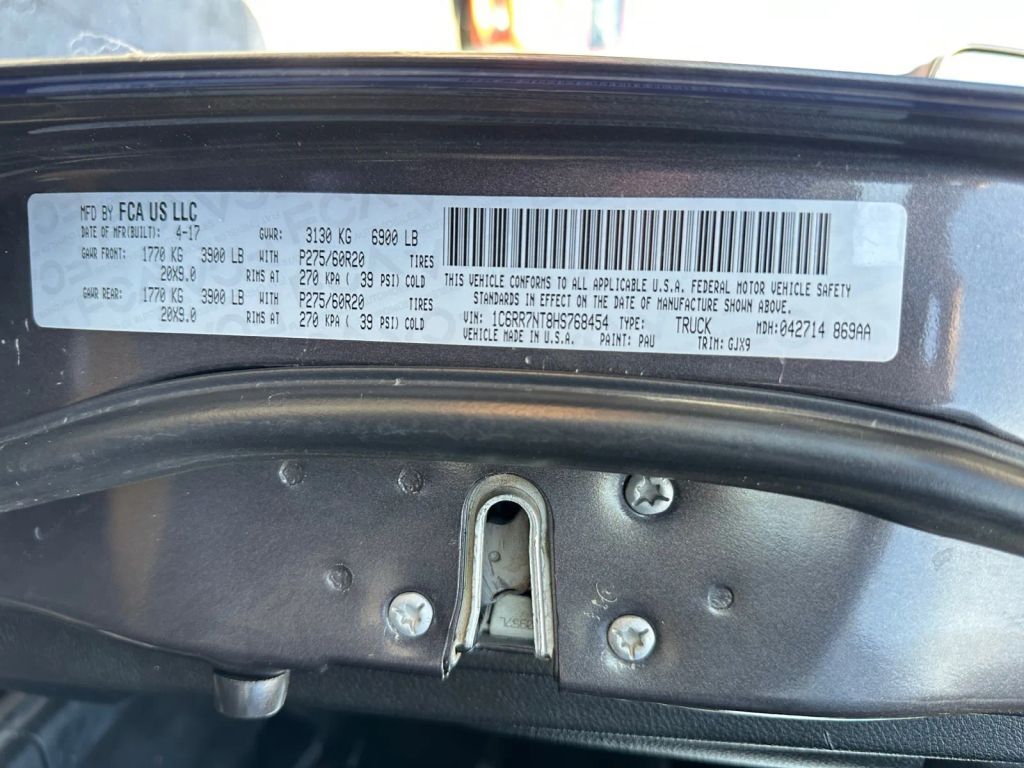 MFD BY FCA US LLC
DATE OF MFR(BUILT): 4-17 GVWR: 3130 KG 6900 LB
GAWR FRONT: 1770 KG 3900 LB WITH P275/60R20 TIRES
20X9.0 RIMS AT 270 KPA ( 39 PSI) COLD
GAWR REAR: 1770 KG 3900 LB WITH P275/60R20 TIRES
20X9.0 RIMS AT 270 KPA ( 39 PSI) COLD
THIS VEHICLE CONFORMS TO ALL APPLICABLE U.S.A. FEDERAL MOTOR VEHICLE SAFETY
STANDARDS IN EFFECT ON THE DATE OF MANUFACTURE SHOWN ABOVE.
VIN: 1C6RR7NT8HS768454 TYPE: TRUCK MDH:042714 869AA
VEHICLE MADE IN U.S.A. PAINT: PAU TRIM: GJX9